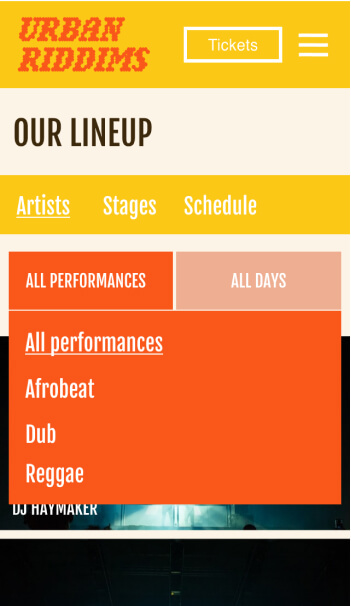 URBAN
RIDDIMS
Tickets
OUR LINEUP
Artists Stages Schedule
ALL PERFORMANCES ALL DAYS
All performances
Afrobeat
Dub
Reggae
DJ HAYMAKER